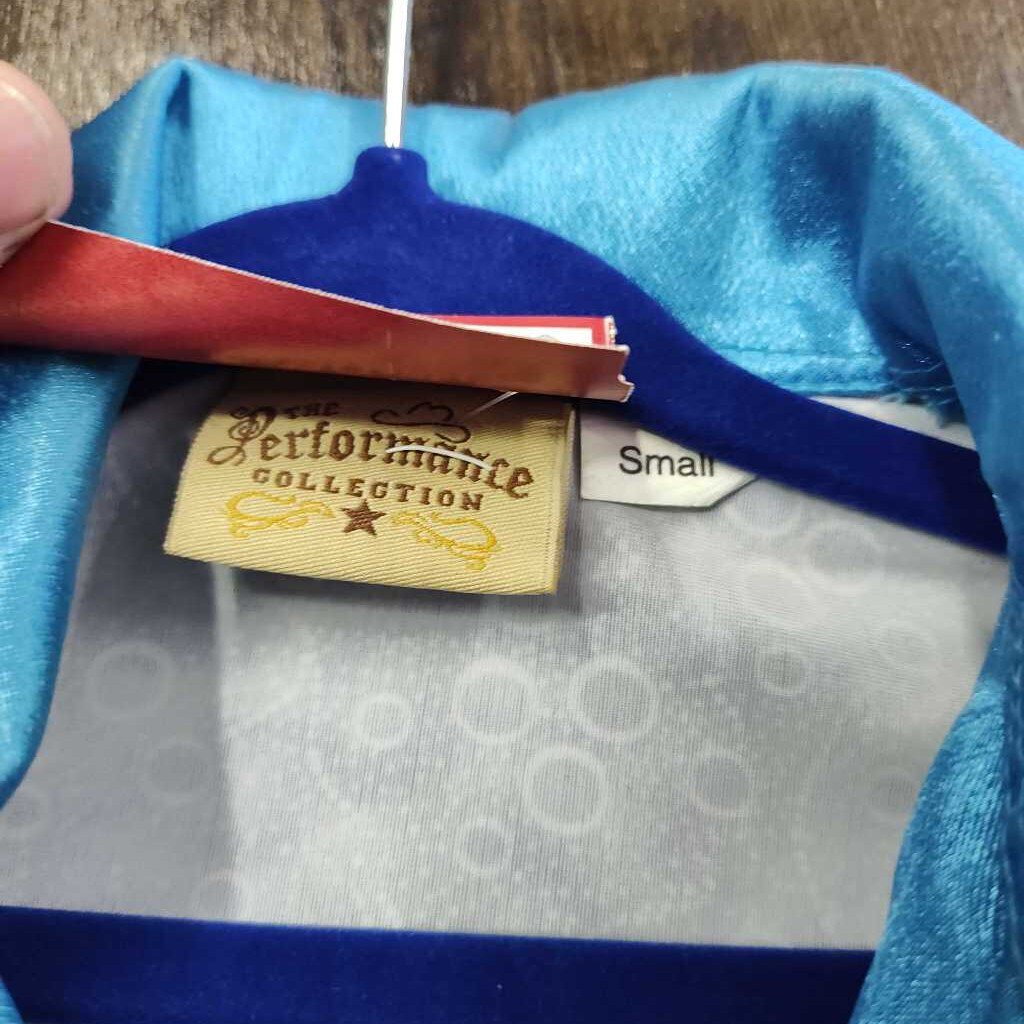 THE
Performance
COLLECTION
Small